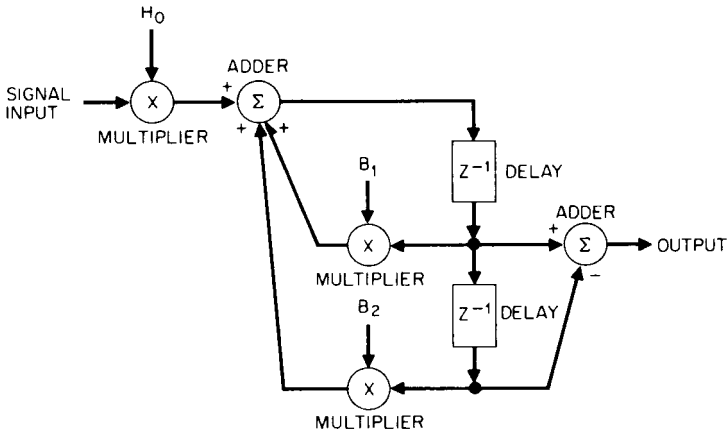 H₀
ADDER
SIGNAL
INPUT
X
+
Σ
+
+
MULTIPLIER
Z⁻¹
DELAY
B₁
ADDER
X
+
Σ
OUTPUT
−
MULTIPLIER
B₂
Z⁻¹
DELAY
X
MULTIPLIER